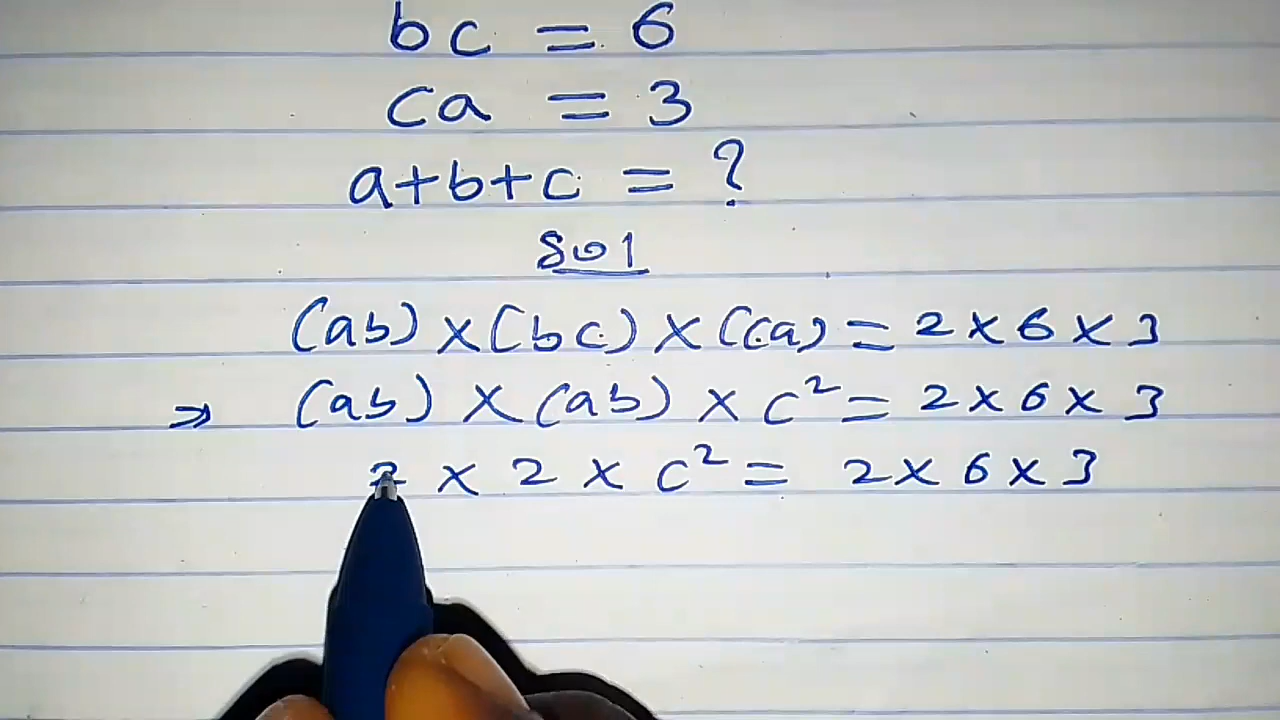 bc = 6
ca = 3
a+b+c = ?
Sol
(ab) × (bc) × (ca) = 2 × 6 × 3
⇒ (ab) × (ab) × c² = 2 × 6 × 3
2 × 2 × c² = 2 × 6 × 3